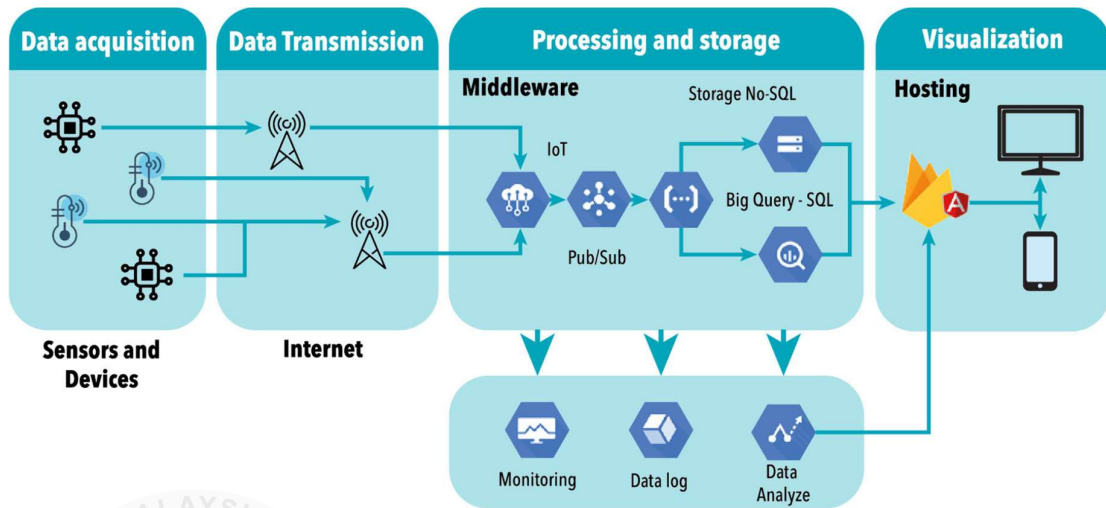 Data acquisition
Data Transmission
Processing and storage
Visualization
Middleware
Storage No-SQL
Hosting
IoT
Big Query - SQL
Pub/Sub
A
Sensors and
Devices
Internet
Monitoring
Data log
Data
Analyze
ALAYSI